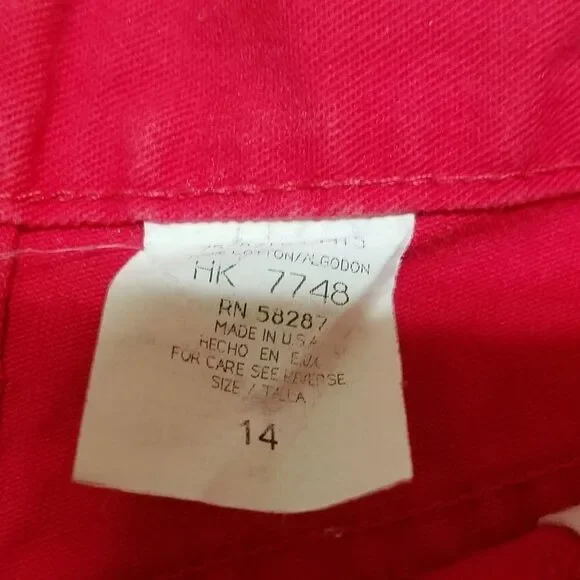 COTTON/ALGODON
HK 7748
RN 58287
MADE IN U.S.A
HECHO EN E.U.A
FOR CARE SEE REVERSE
SIZE / TALLA
14